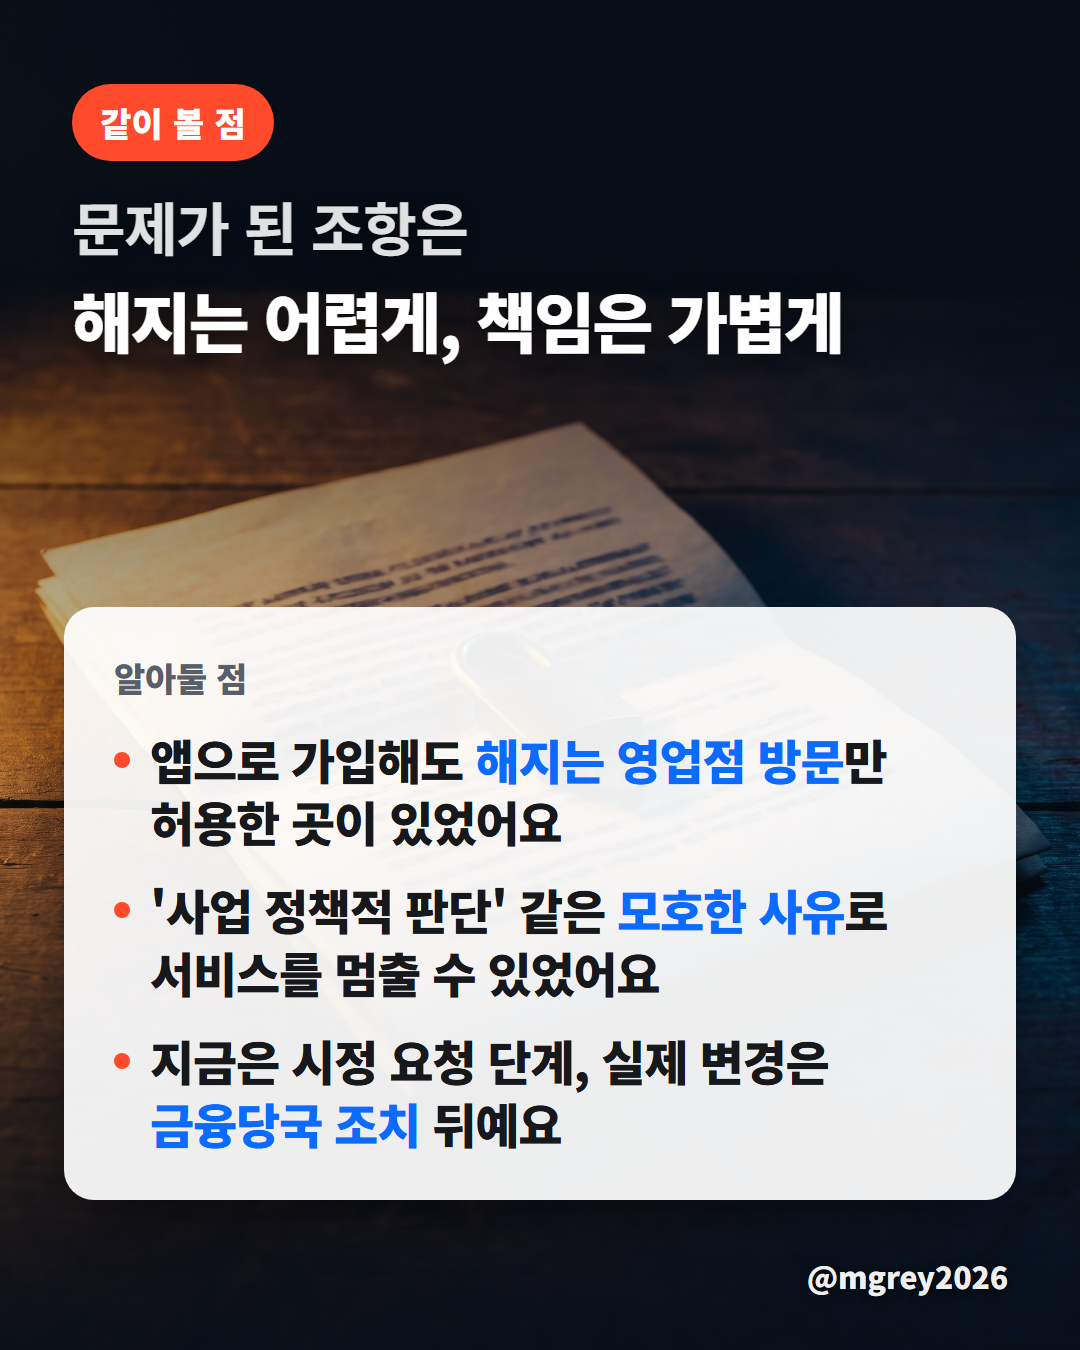 같이 볼 점
문제가 된 조항은
해지는 어렵게, 책임은 가볍게
알아둘 점
앱으로 가입해도 해지는 영업점 방문만
허용한 곳이 있었어요
'사업 정책적 판단' 같은 모호한 사유로
서비스를 멈출 수 있었어요
지금은 시정 요청 단계, 실제 변경은
금융당국 조치 뒤예요
@mgrey2026